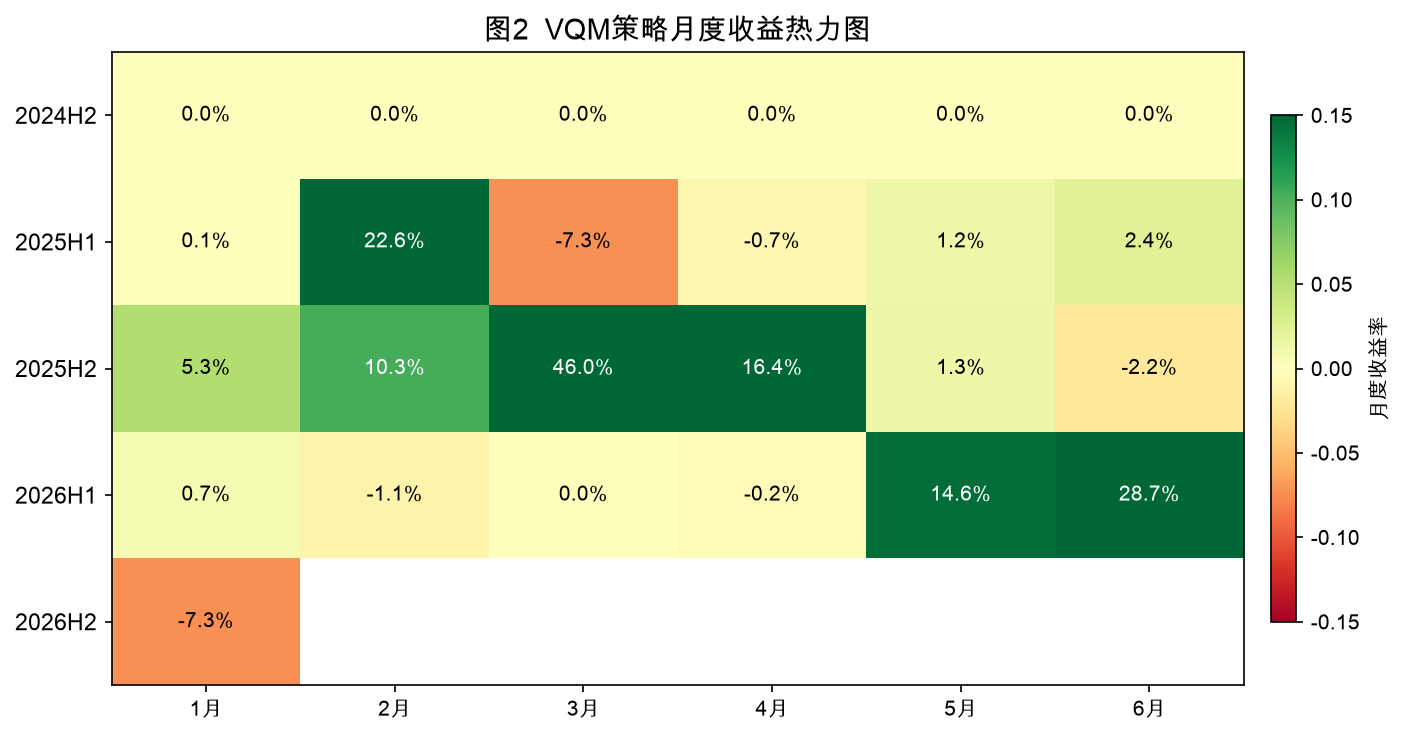 图2 VQM策略月度收益热力图
2024H2 0.0% 0.0% 0.0% 0.0% 0.0% 0.0%
2025H1 0.1% 22.6% -7.3% -0.7% 1.2% 2.4%
2025H2 5.3% 10.3% 46.0% 16.4% 1.3% -2.2%
2026H1 0.7% -1.1% 0.0% -0.2% 14.6% 28.7%
2026H2 -7.3%
1月 2月 3月 4月 5月 6月
0.15
0.10
0.05
0.00
-0.05
-0.10
-0.15
月度收益率